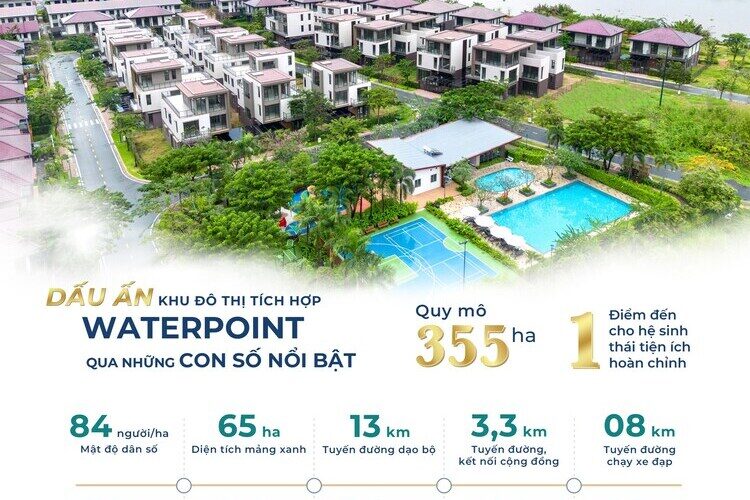 DẤU ẤN KHU ĐÔ THỊ TÍCH HỢP
WATERPOINT
QUA NHỮNG CON SỐ NỔI BẬT
Quy mô
355 ha
1
Điểm đến
cho hệ sinh
thái tiện ích
hoàn chỉnh
84 người/ha
Mật độ dân số
65 ha
Diện tích mảng xanh
13 km
Tuyến đường dạo bộ
3,3 km
Tuyến đường,
kết nối cộng đồng
08 km
Tuyến đường
chạy xe đạp